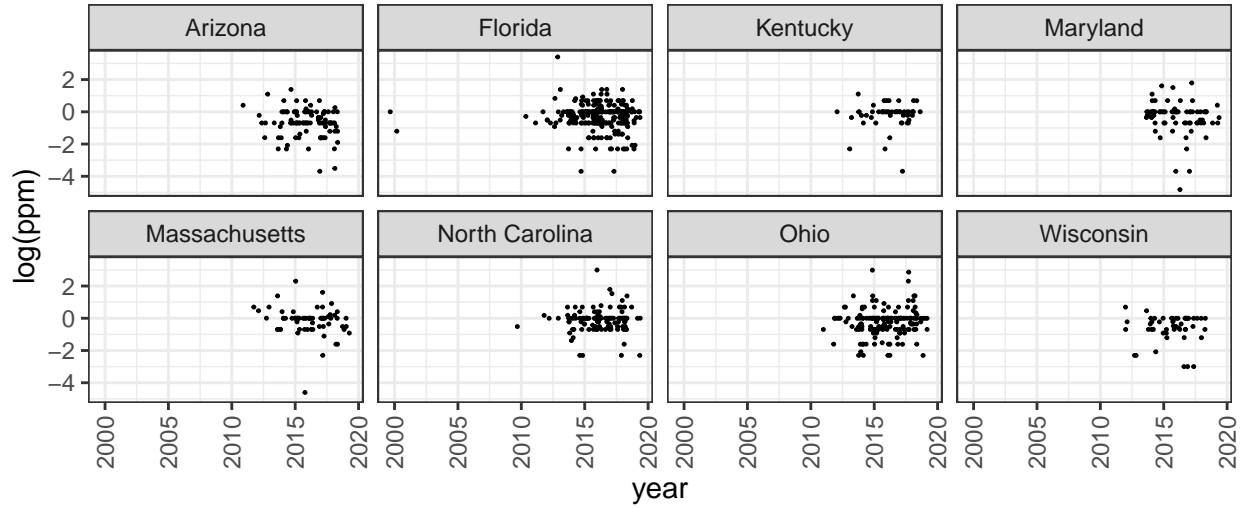 Arizona Florida Kentucky Maryland
2
0
−2
−4
Massachusetts North Carolina Ohio Wisconsin
2
0
−2
−4
log(ppm)
2000 2005 2010 2015 2020 2000 2005 2010 2015 2020 2000 2005 2010 2015 2020 2000 2005 2010 2015 2020
year